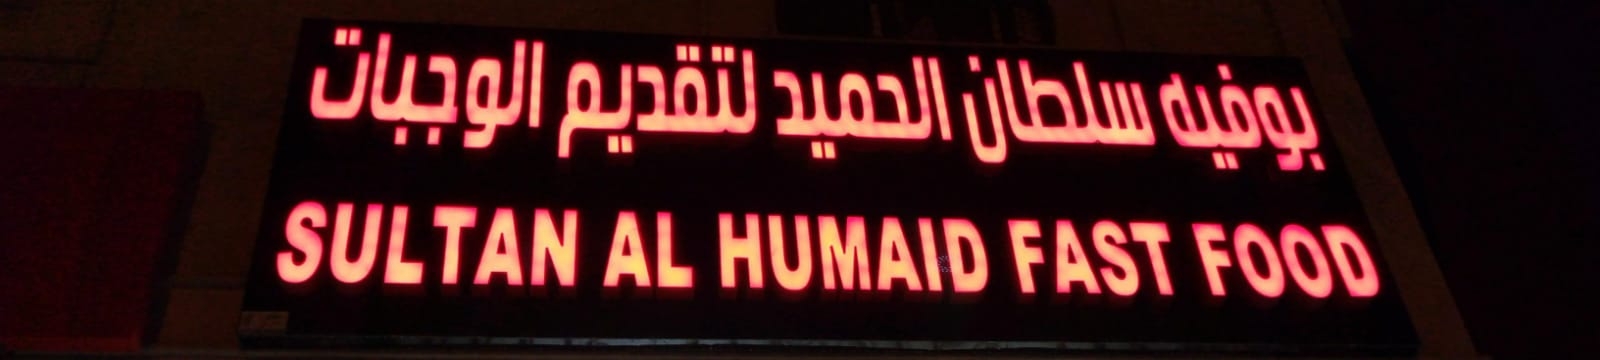 بوفيه سلطان الحميد لتقديم الوجبات
SULTAN AL HUMAID FAST FOOD